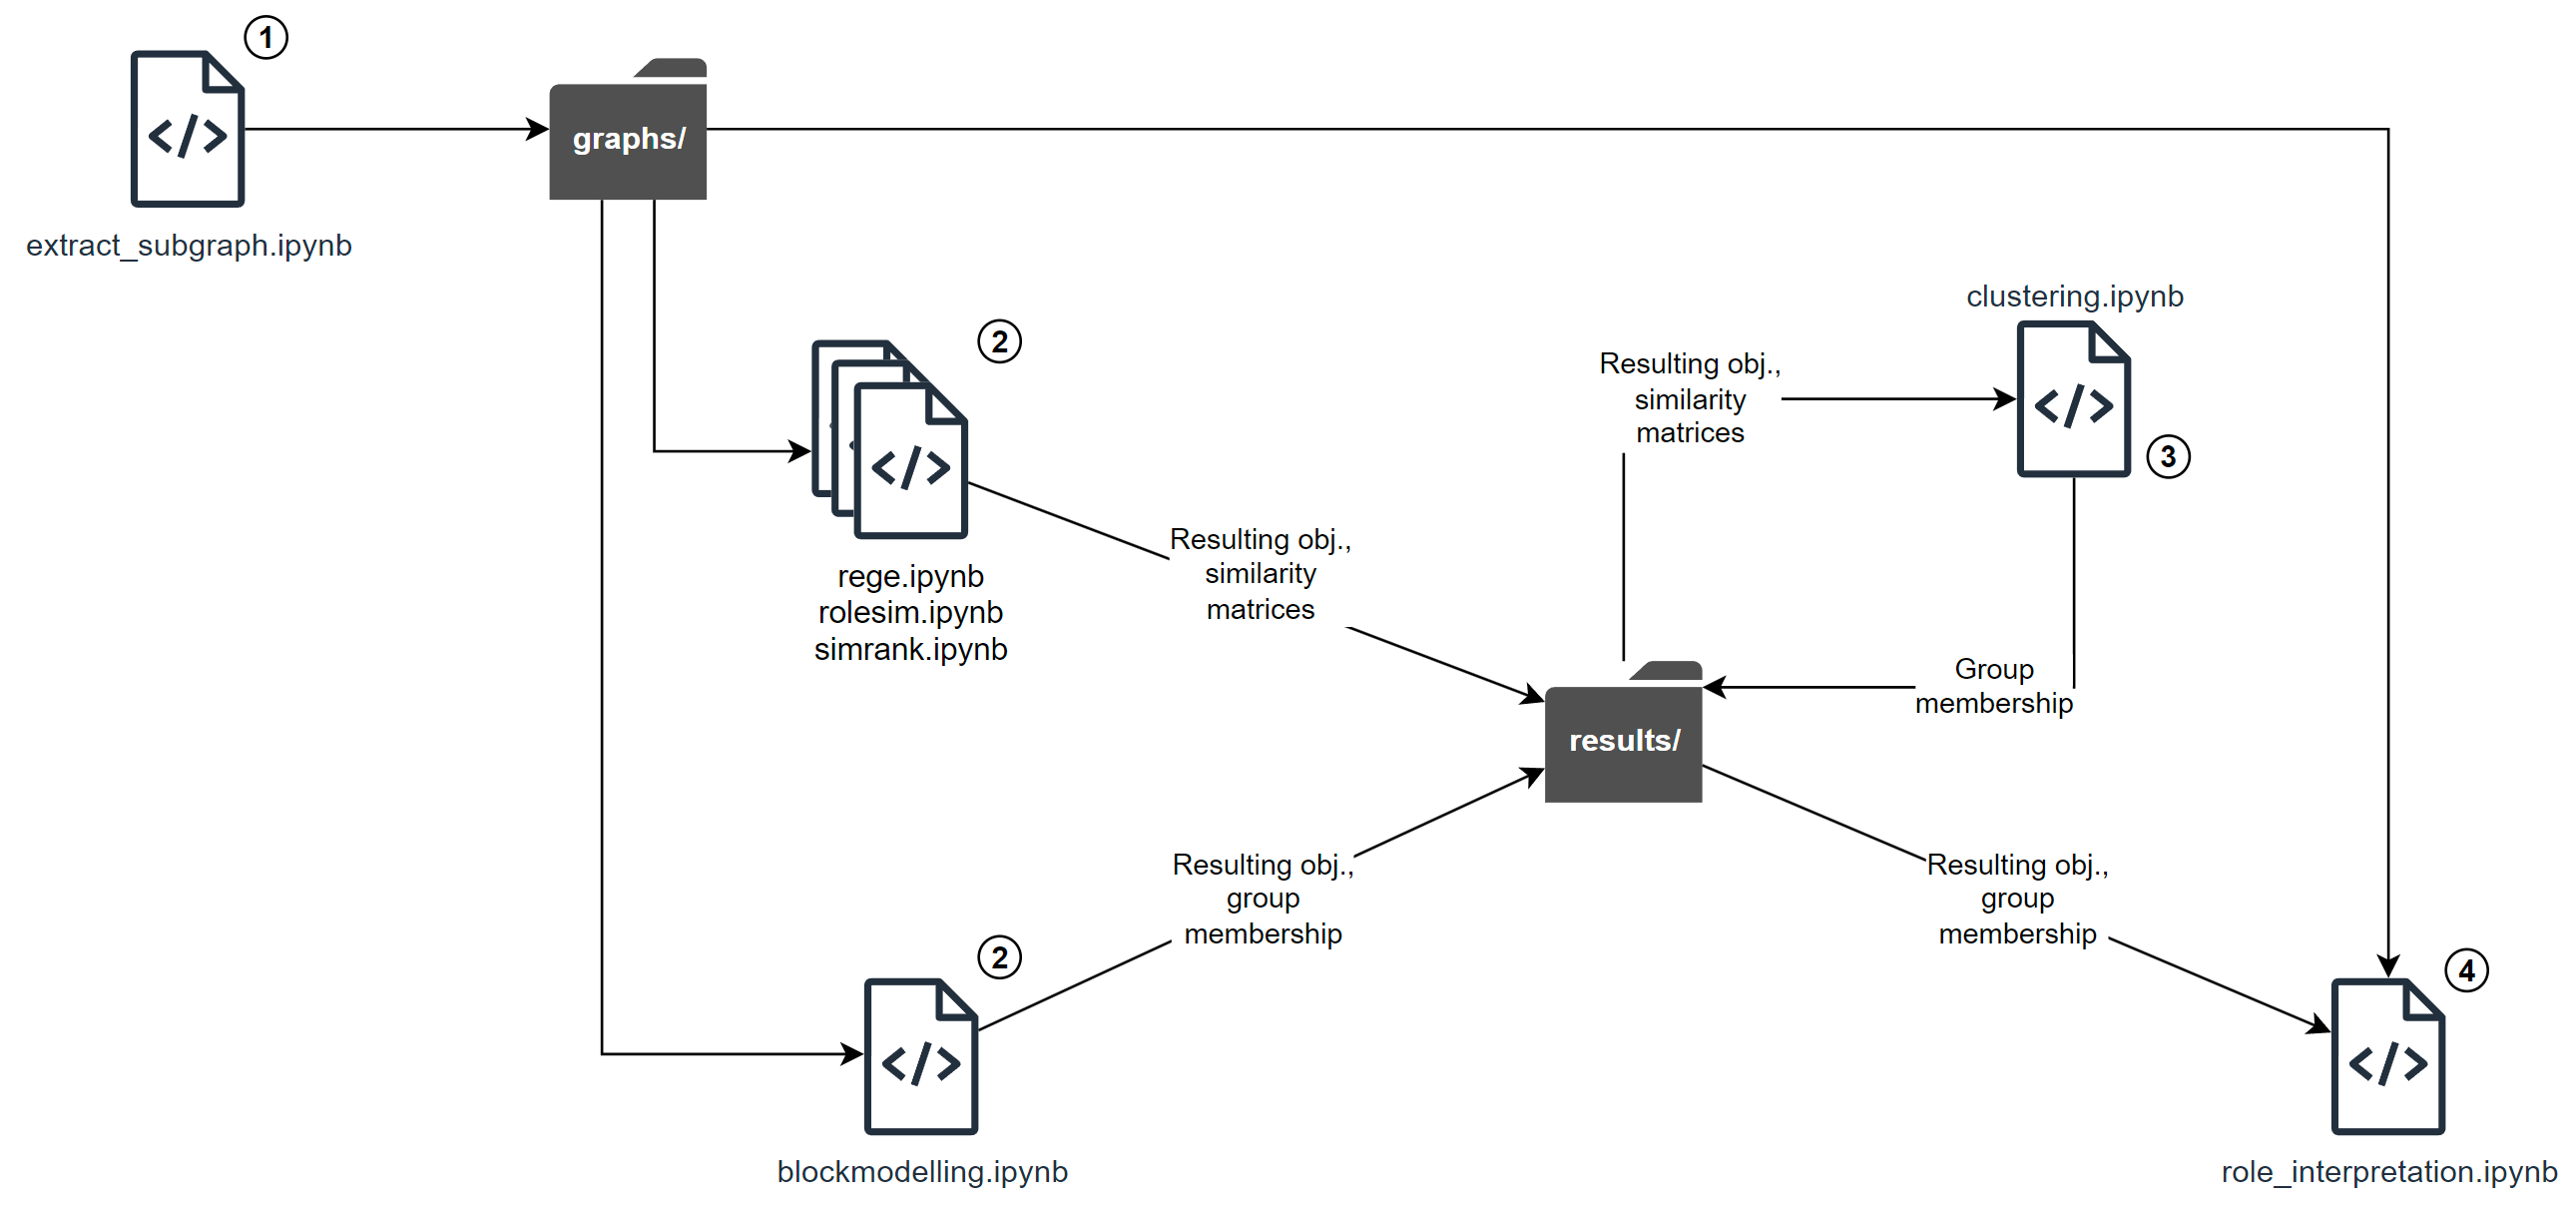 1
graphs/
extract_subgraph.ipynb
2
rege.ipynb
rolesim.ipynb
simrank.ipynb
Resulting obj.,
similarity
matrices
clustering.ipynb
Resulting obj.,
similarity
matrices
3
Group
membership
results/
Resulting obj.,
group
membership
2
blockmodelling.ipynb
Resulting obj.,
group
membership
4
role_interpretation.ipynb